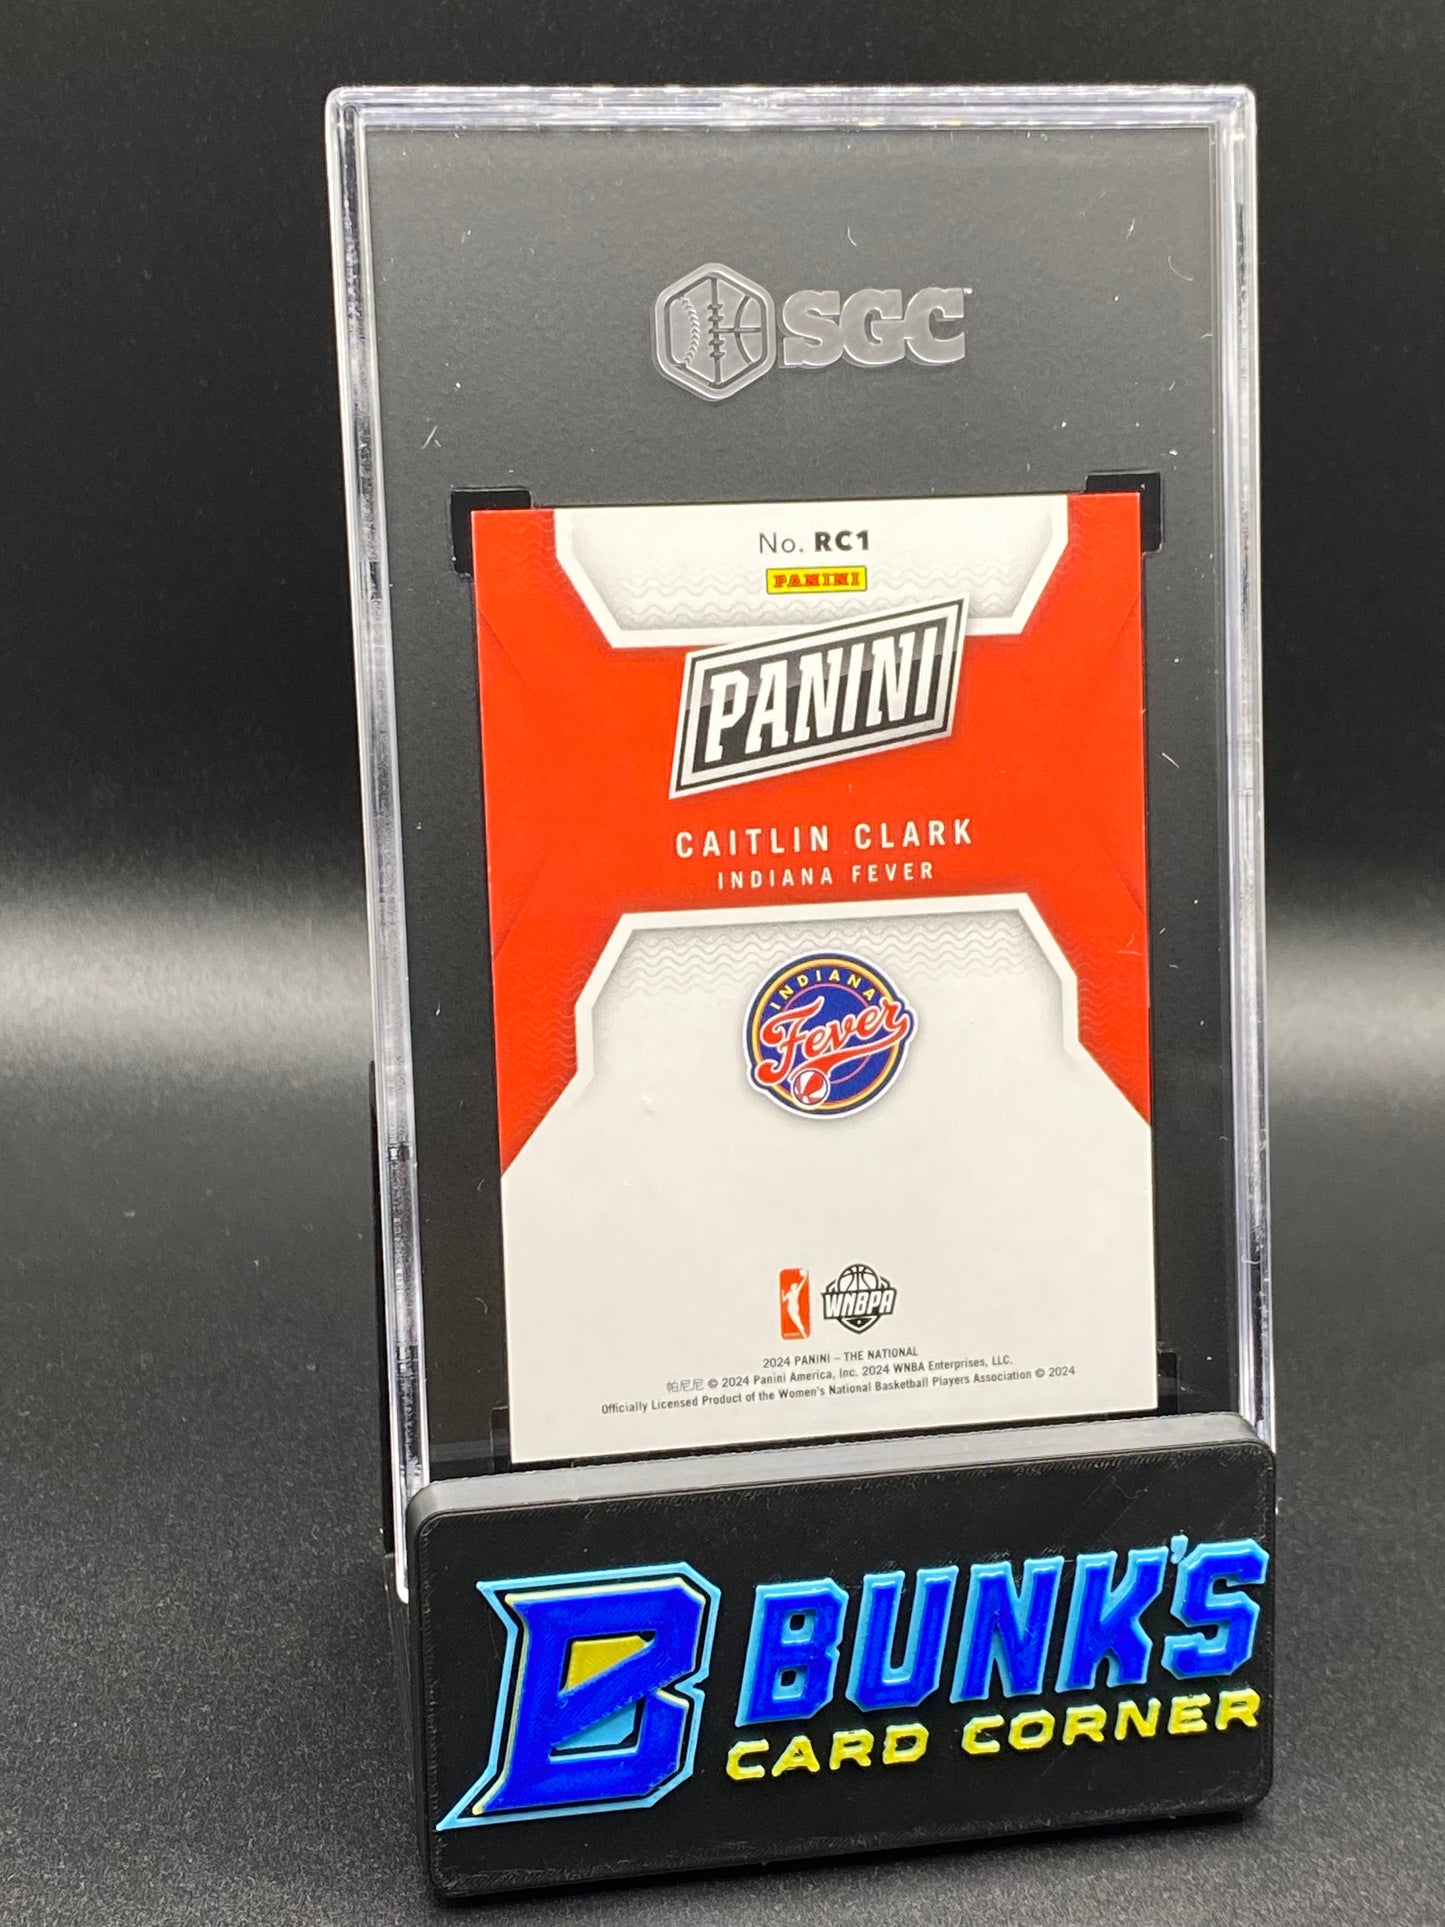 SGC
No. RC1
PANINI
PANINI
CAITLIN CLARK
INDIANA FEVER
INDIANA
Fever
WNBPA
2024 PANINI – THE NATIONAL
帕尼尼 © 2024 Panini America, Inc. 2024 WNBA Enterprises, LLC.
Officially Licensed Product of the Women's National Basketball Players Association © 2024
B BUNK'S
CARD CORNER